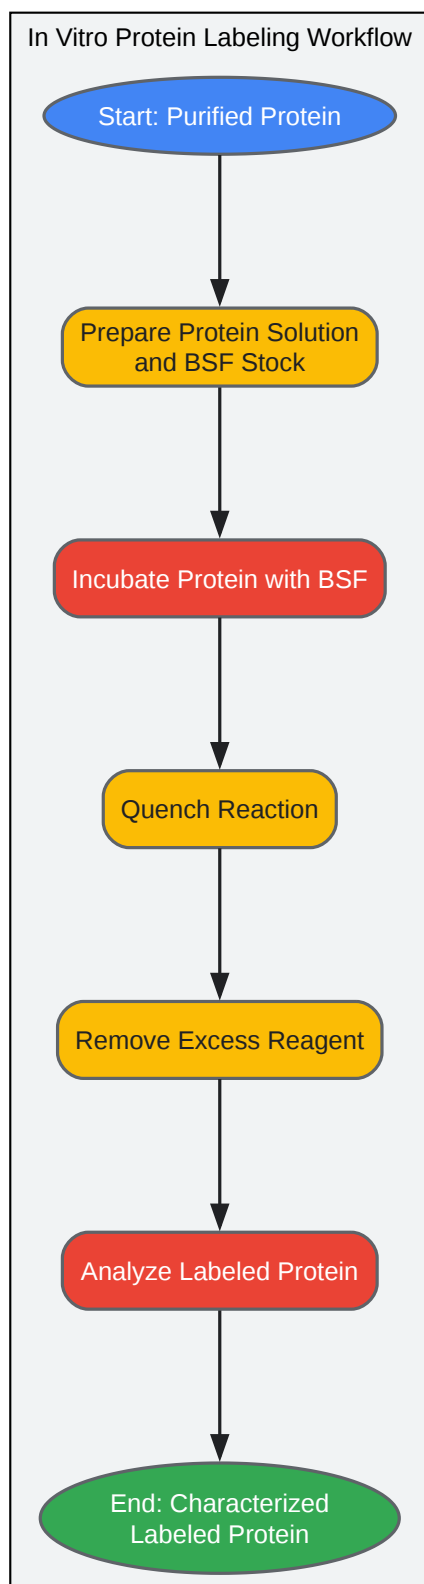 In Vitro Protein Labeling Workflow
Start: Purified Protein
Prepare Protein Solution
and BSF Stock
Incubate Protein with BSF
Quench Reaction
Remove Excess Reagent
Analyze Labeled Protein
End: Characterized
Labeled Protein